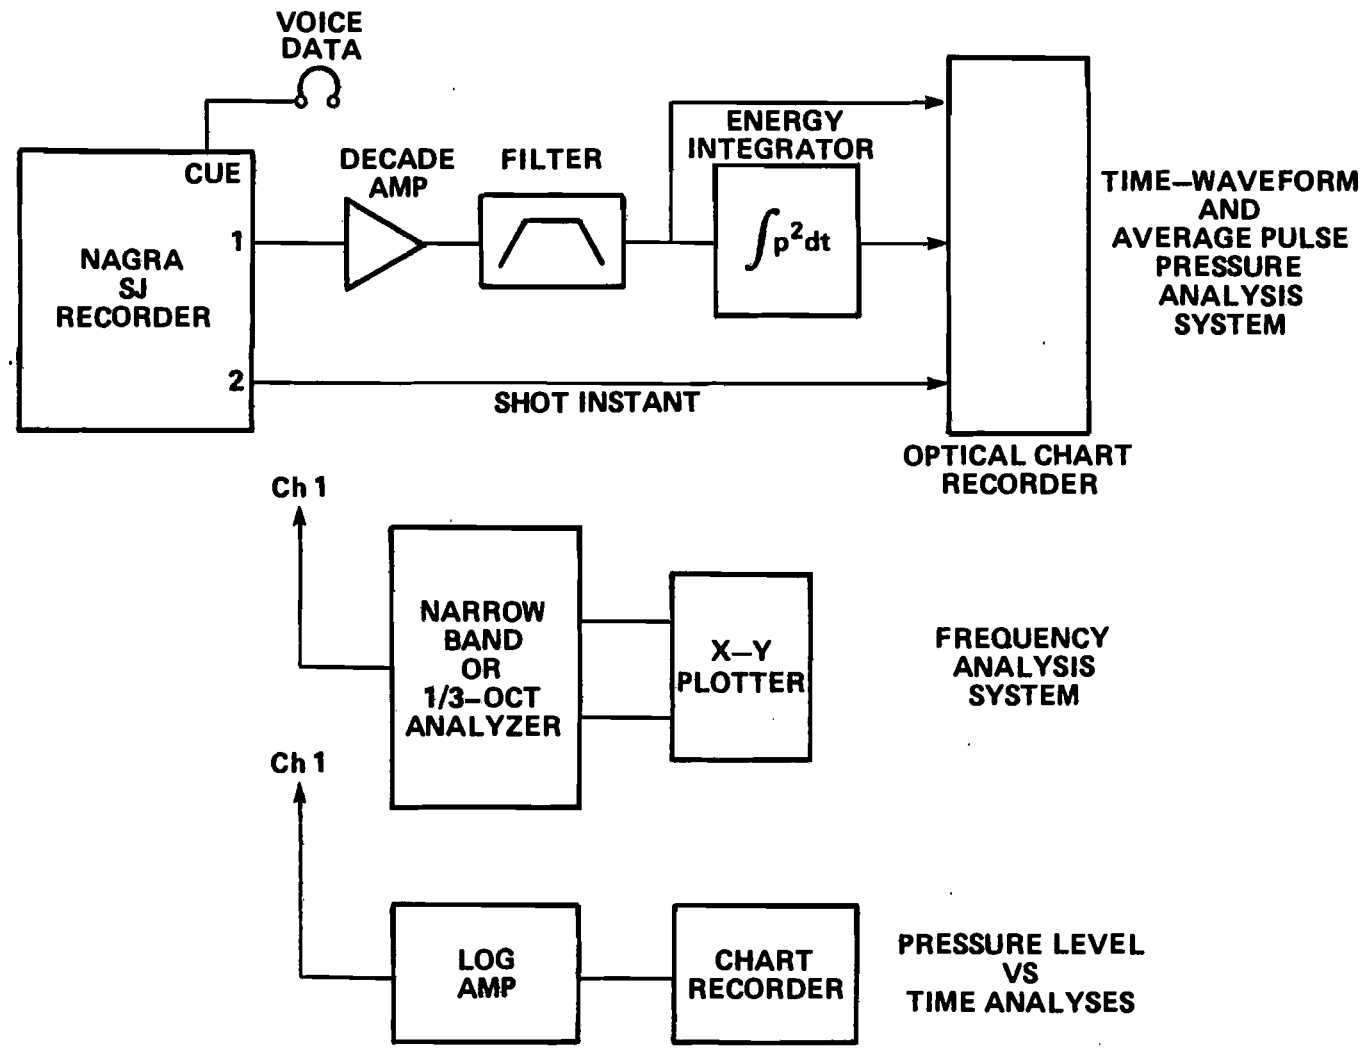 VOICE
DATA
CUE
1
NAGRA
SJ
RECORDER
2
DECADE
AMP
FILTER
ENERGY
INTEGRATOR
∫p²dt
SHOT INSTANT
OPTICAL CHART
RECORDER
TIME–WAVEFORM
AND
AVERAGE PULSE
PRESSURE
ANALYSIS
SYSTEM
Ch 1
NARROW
BAND
OR
1/3–OCT
ANALYZER
X–Y
PLOTTER
FREQUENCY
ANALYSIS
SYSTEM
Ch 1
LOG
AMP
CHART
RECORDER
PRESSURE LEVEL
VS
TIME ANALYSES